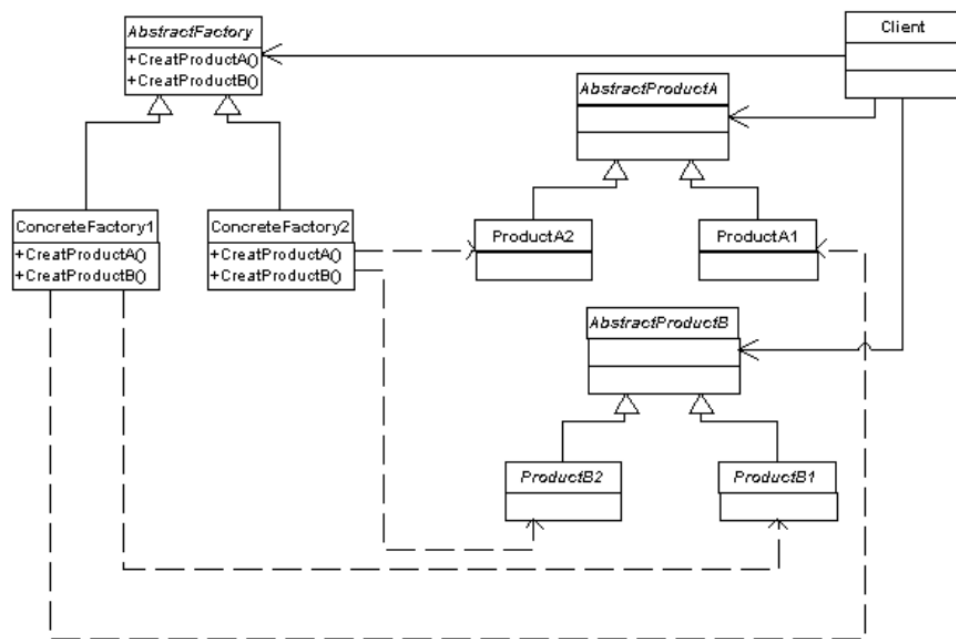 AbstractFactory
+CreatProductA()
+CreatProductB()
Client
AbstractProductA
ConcreteFactory1
+CreatProductA()
+CreatProductB()
ConcreteFactory2
+CreatProductA()
+CreatProductB()
ProductA2
ProductA1
AbstractProductB
ProductB2
ProductB1